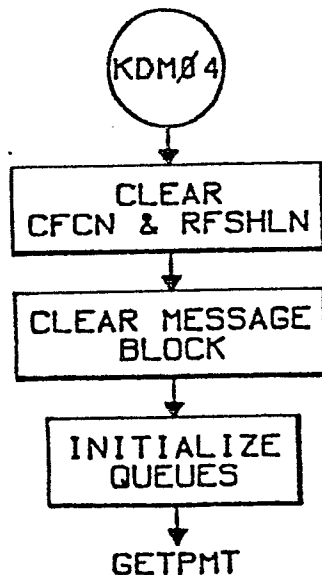 KDMØ4
CLEAR
CFCN & RFSHLN
CLEAR MESSAGE
BLOCK
INITIALIZE
QUEUES
GETPMT